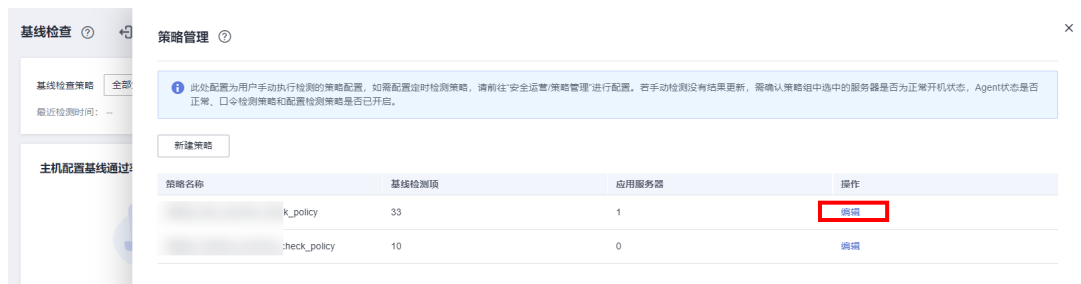 基线检查
策略管理
基线检查策略 全部
此处配置为用户手动执行检测的策略配置，如需配置定时检测策略，请前往“安全运营/策略管理”进行配置。若手动检测没有结果更新，需确认策略组中选中的服务器是否为正常开机状态，Agent状态是否
正常、口令检测策略和配置检测策略是否已开启。
最近检测时间： --
新建策略
主机配置基线通过
策略名称 基线检测项 应用服务器 操作
k_policy 33 1 编辑
check_policy 10 0 编辑